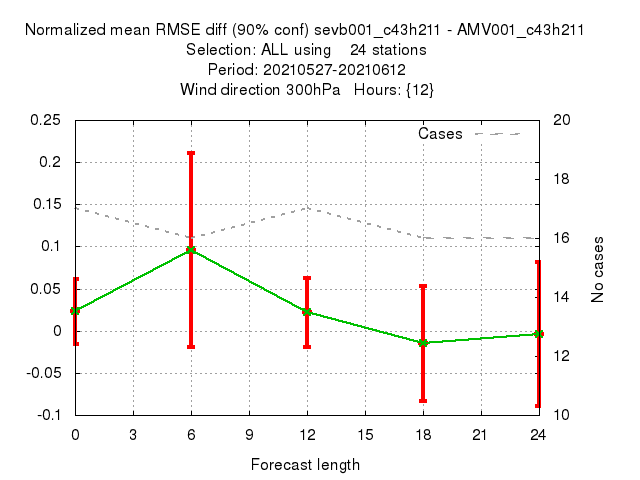 Normalized mean RMSE diff (90% conf) sevb001_c43h211 - AMV001_c43h211
Selection: ALL using    24 stations
Period: 20210527-20210612
Wind direction 300hPa   Hours: {12}
Cases
0.25
0.2
0.15
0.1
0.05
0
-0.05
-0.1
20
18
16
14
12
10
No cases
0 3 6 9 12 15 18 21 24
Forecast length